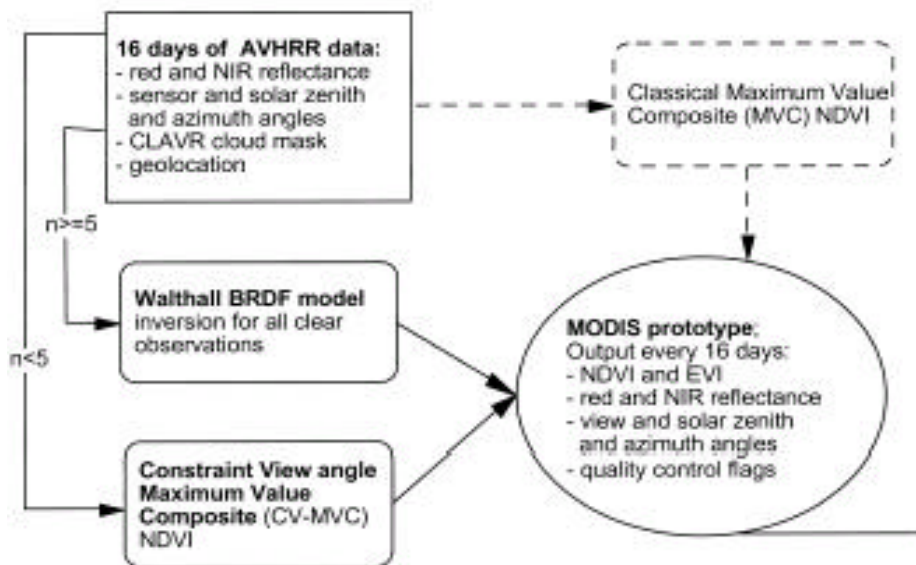 16 days of AVHRR data:
- red and NIR reflectance
- sensor and solar zenith
and azimuth angles
- CLAVR cloud mask
- geolocation
Classical Maximum Value
Composite (MVC) NDVI
n>=5
n<5
Walthall BRDF model
inversion for all clear
observations
MODIS prototype;
Output every 16 days:
- NDVI and EVI
- red and NIR reflectance
- view and solar zenith
and azimuth angles
- quality control flags
Constraint View angle
Maximum Value
Composite (CV-MVC)
NDVI